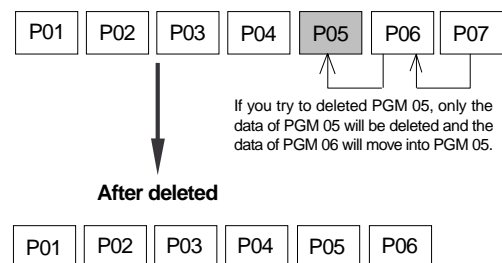 P01 P02 P03 P04 P05 P06 P07
If you try to deleted PGM 05, only the
data of PGM 05 will be deleted and the
data of PGM 06 will move into PGM 05.
After deleted
P01 P02 P03 P04 P05 P06